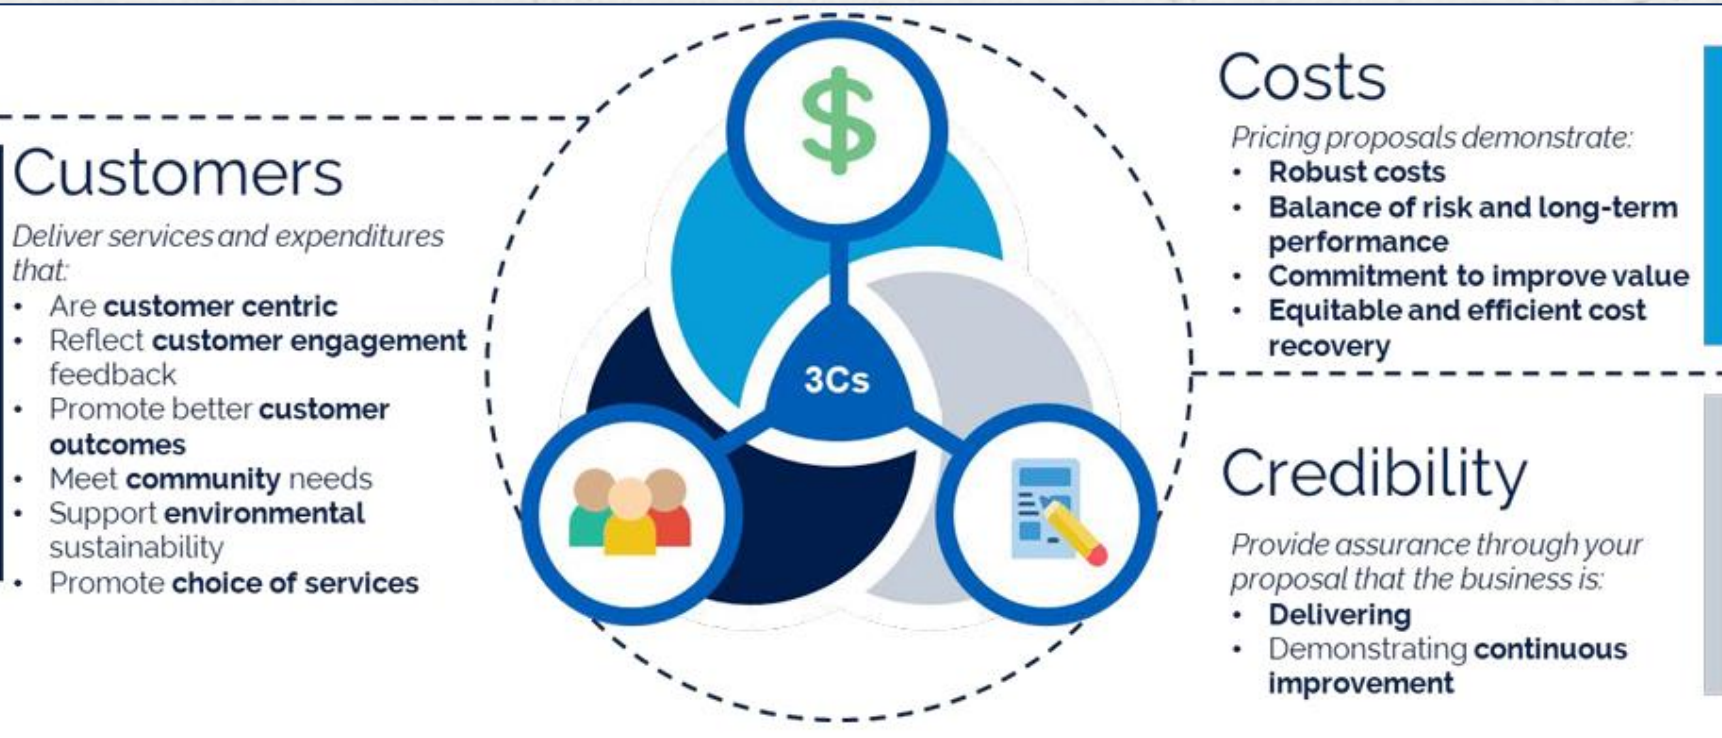 Customers
Deliver services and expenditures
that:
• Are customer centric
• Reflect customer engagement
feedback
• Promote better customer
outcomes
• Meet community needs
• Support environmental
sustainability
• Promote choice of services
$
3Cs
Costs
Pricing proposals demonstrate:
• Robust costs
• Balance of risk and long-term
performance
• Commitment to improve value
• Equitable and efficient cost
recovery
Credibility
Provide assurance through your
proposal that the business is:
• Delivering
• Demonstrating continuous
improvement